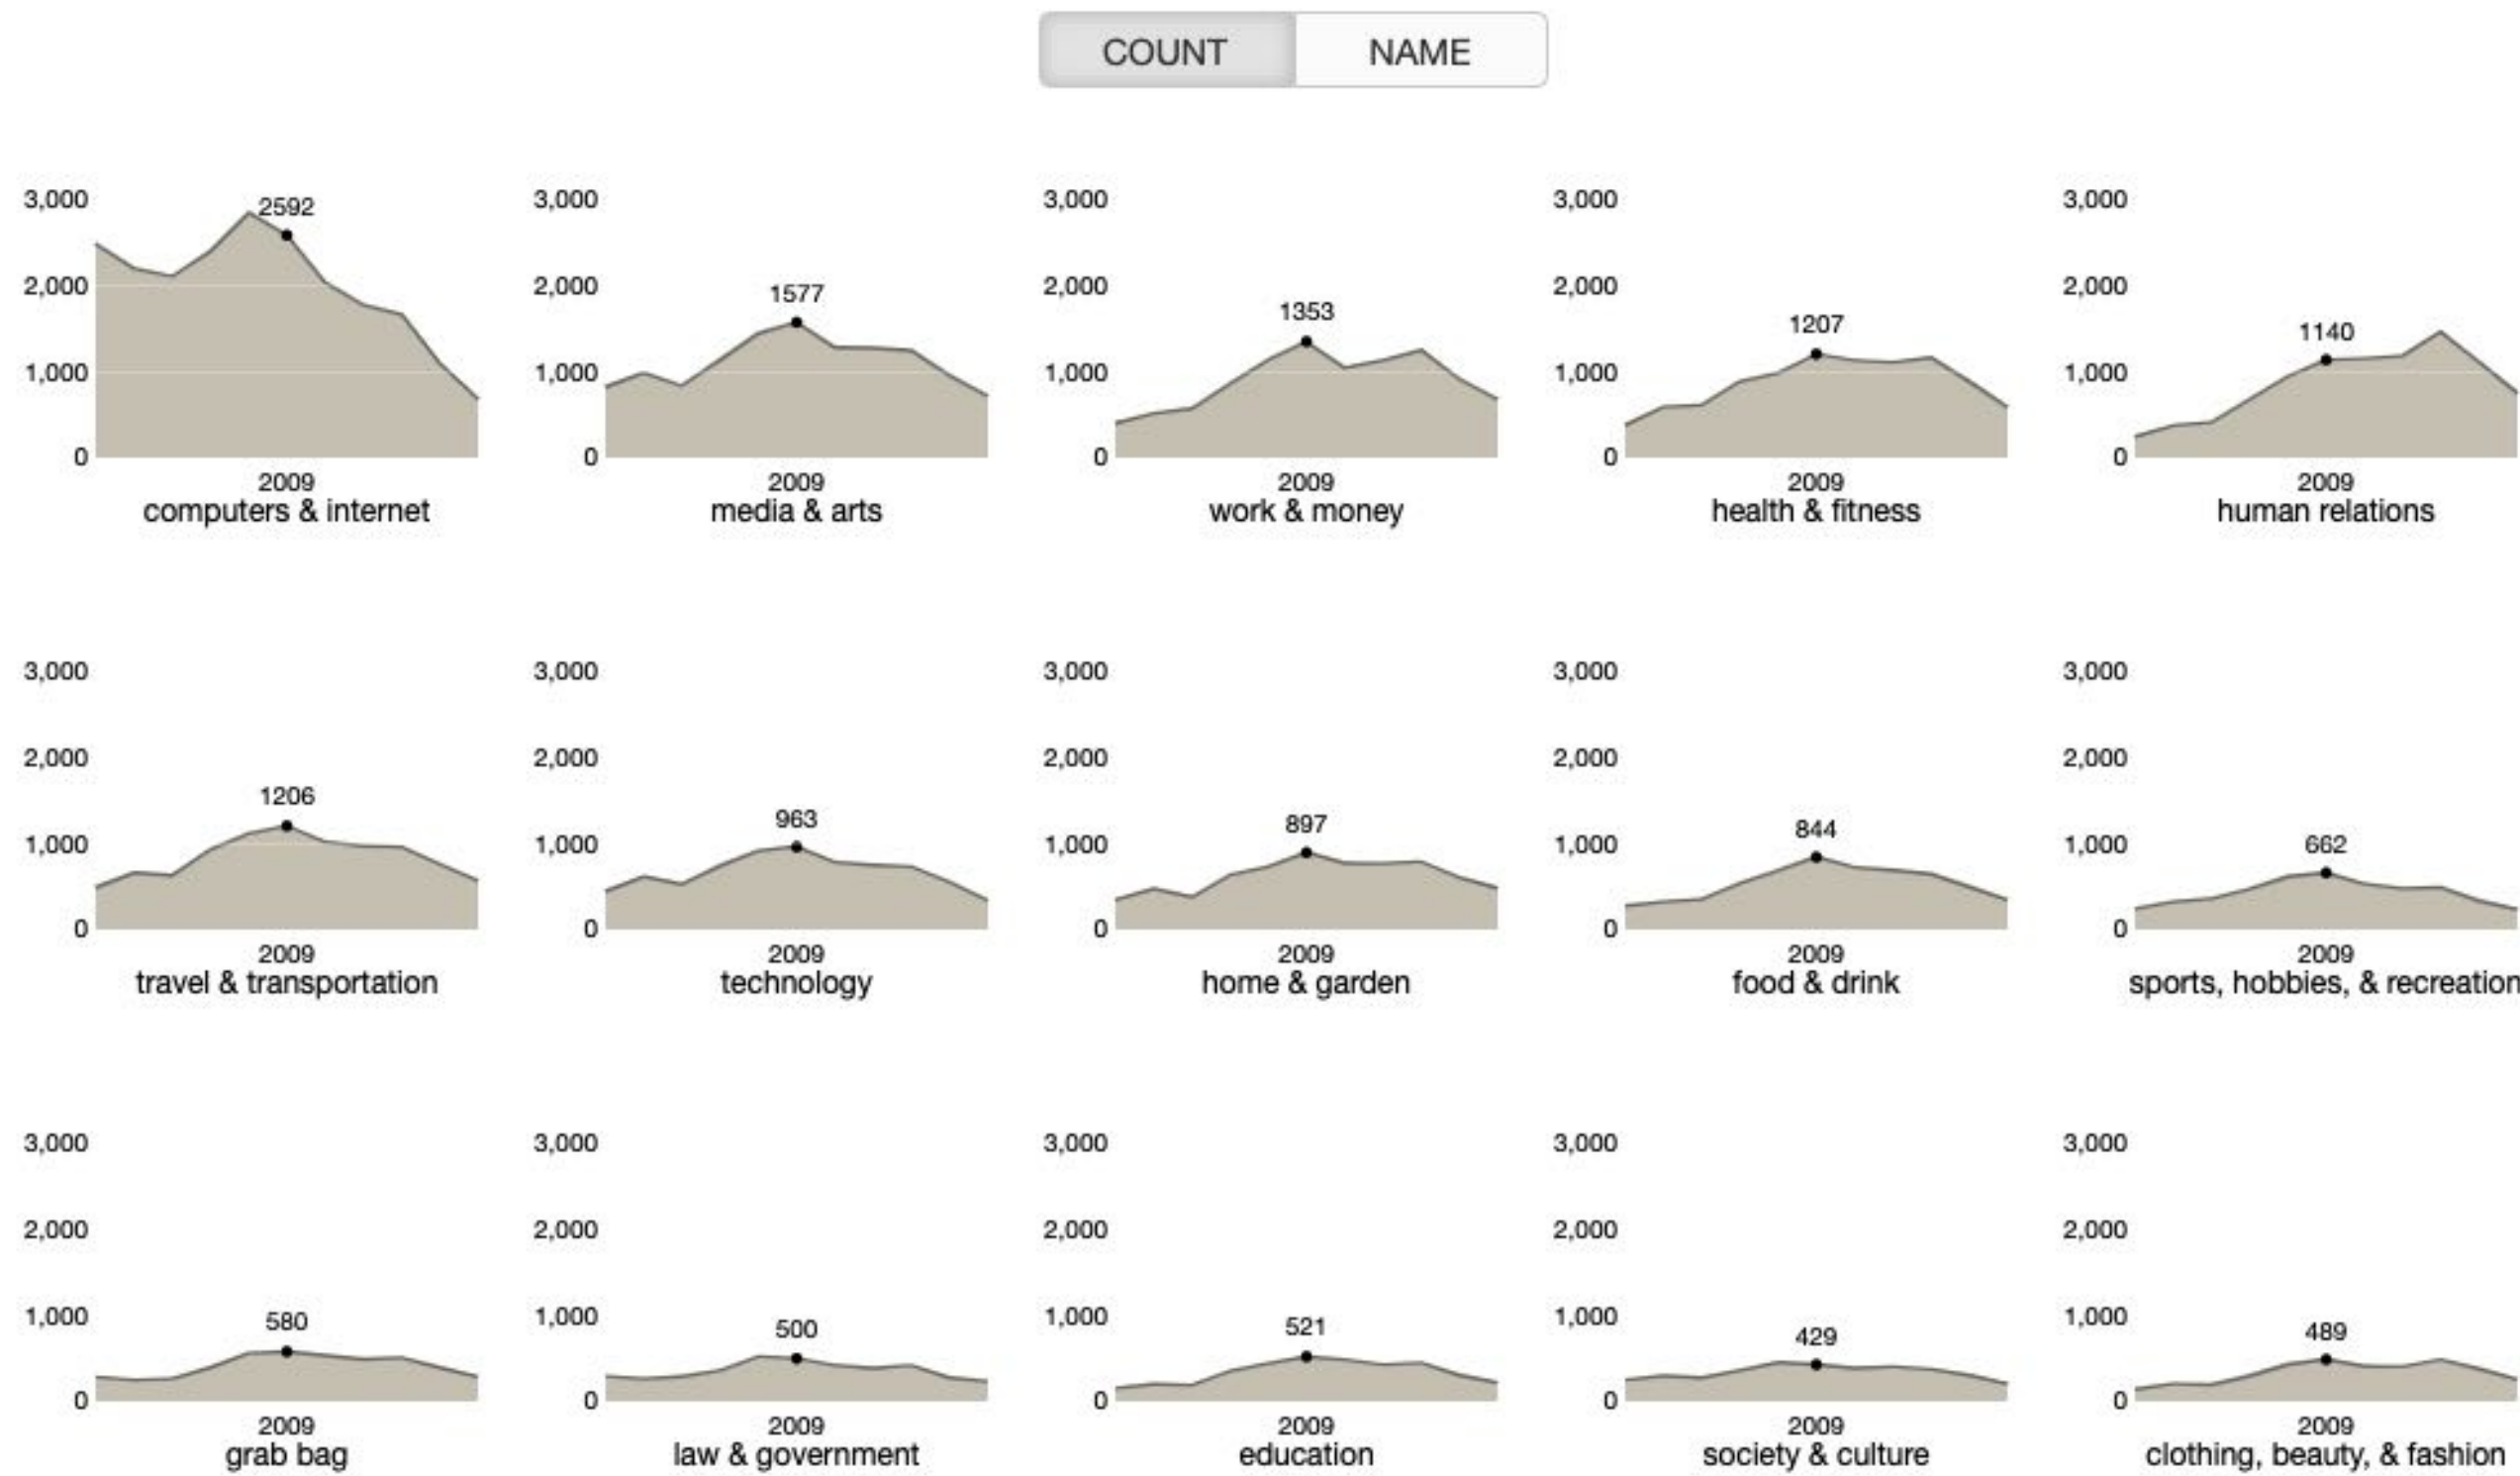 COUNT NAME
3,000 3,000 3,000 3,000 3,000
2592
2,000 2,000 2,000 2,000 2,000
1577 1353 1207 1140
1,000 1,000 1,000 1,000 1,000
0 0 0 0 0
2009 2009 2009 2009 2009
computers & internet media & arts work & money health & fitness human relations
3,000 3,000 3,000 3,000 3,000
2,000 2,000 2,000 2,000 2,000
1206 963 897 844 662
1,000 1,000 1,000 1,000 1,000
0 0 0 0 0
2009 2009 2009 2009 2009
travel & transportation technology home & garden food & drink sports, hobbies, & recreation
3,000 3,000 3,000 3,000 3,000
2,000 2,000 2,000 2,000 2,000
1,000 1,000 1,000 1,000 1,000
580 500 521 429 489
0 0 0 0 0
2009 2009 2009 2009 2009
grab bag law & government education society & culture clothing, beauty, & fashion